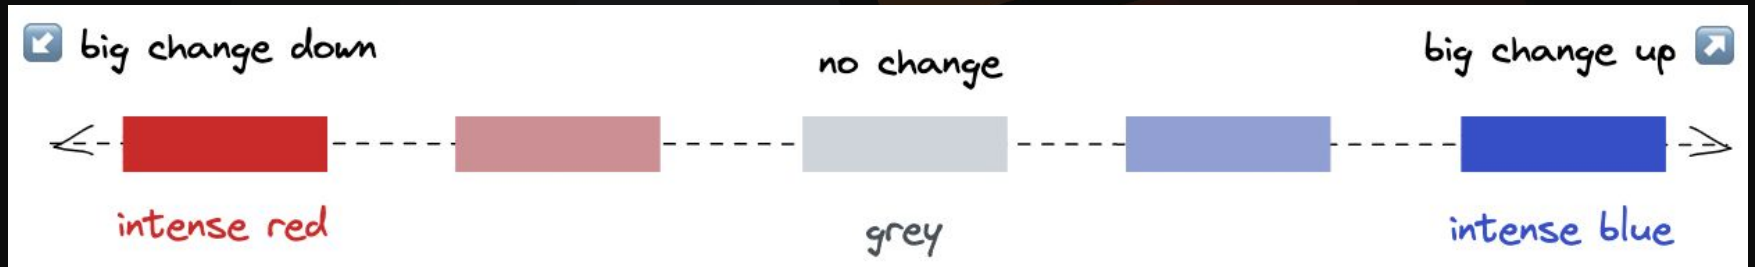 big change down
no change
big change up
intense red
grey
intense blue